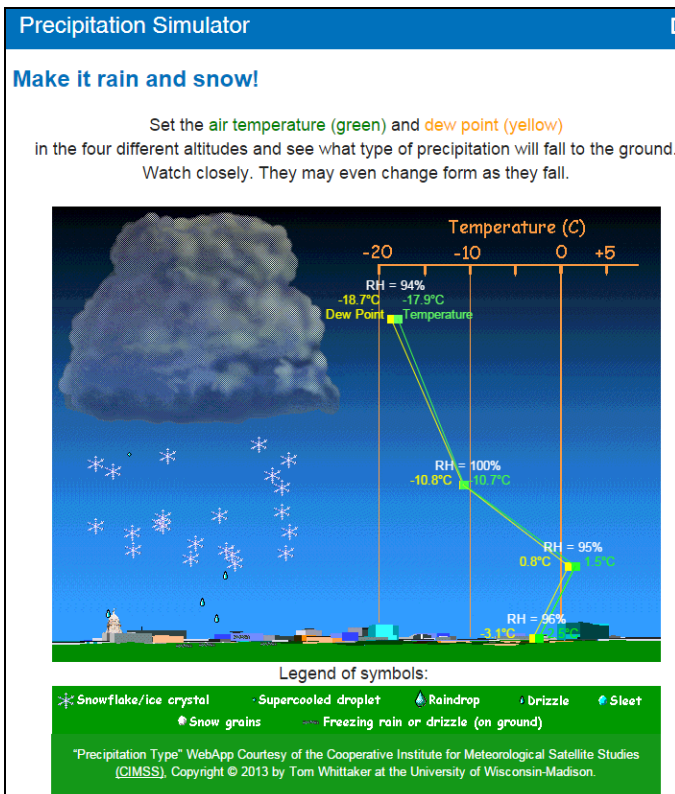 Precipitation Simulator
Make it rain and snow!
Set the air temperature (green) and dew point (yellow)
in the four different altitudes and see what type of precipitation will fall to the ground.
Watch closely. They may even change form as they fall.
Temperature (C)
-20 -10 0 +5
RH = 94%
-18.7°C -17.9°C
Dew Point Temperature
RH = 100%
-10.8°C -10.7°C
RH = 95%
0.8°C 1.5°C
RH = 96%
-3.1°C
Legend of symbols:
Snowflake/ice crystal Supercooled droplet Raindrop Drizzle Sleet
Snow grains Freezing rain or drizzle (on ground)
"Precipitation Type" WebApp Courtesy of the Cooperative Institute for Meteorological Satellite Studies
(CIMSS), Copyright © 2013 by Tom Whittaker at the University of Wisconsin-Madison.